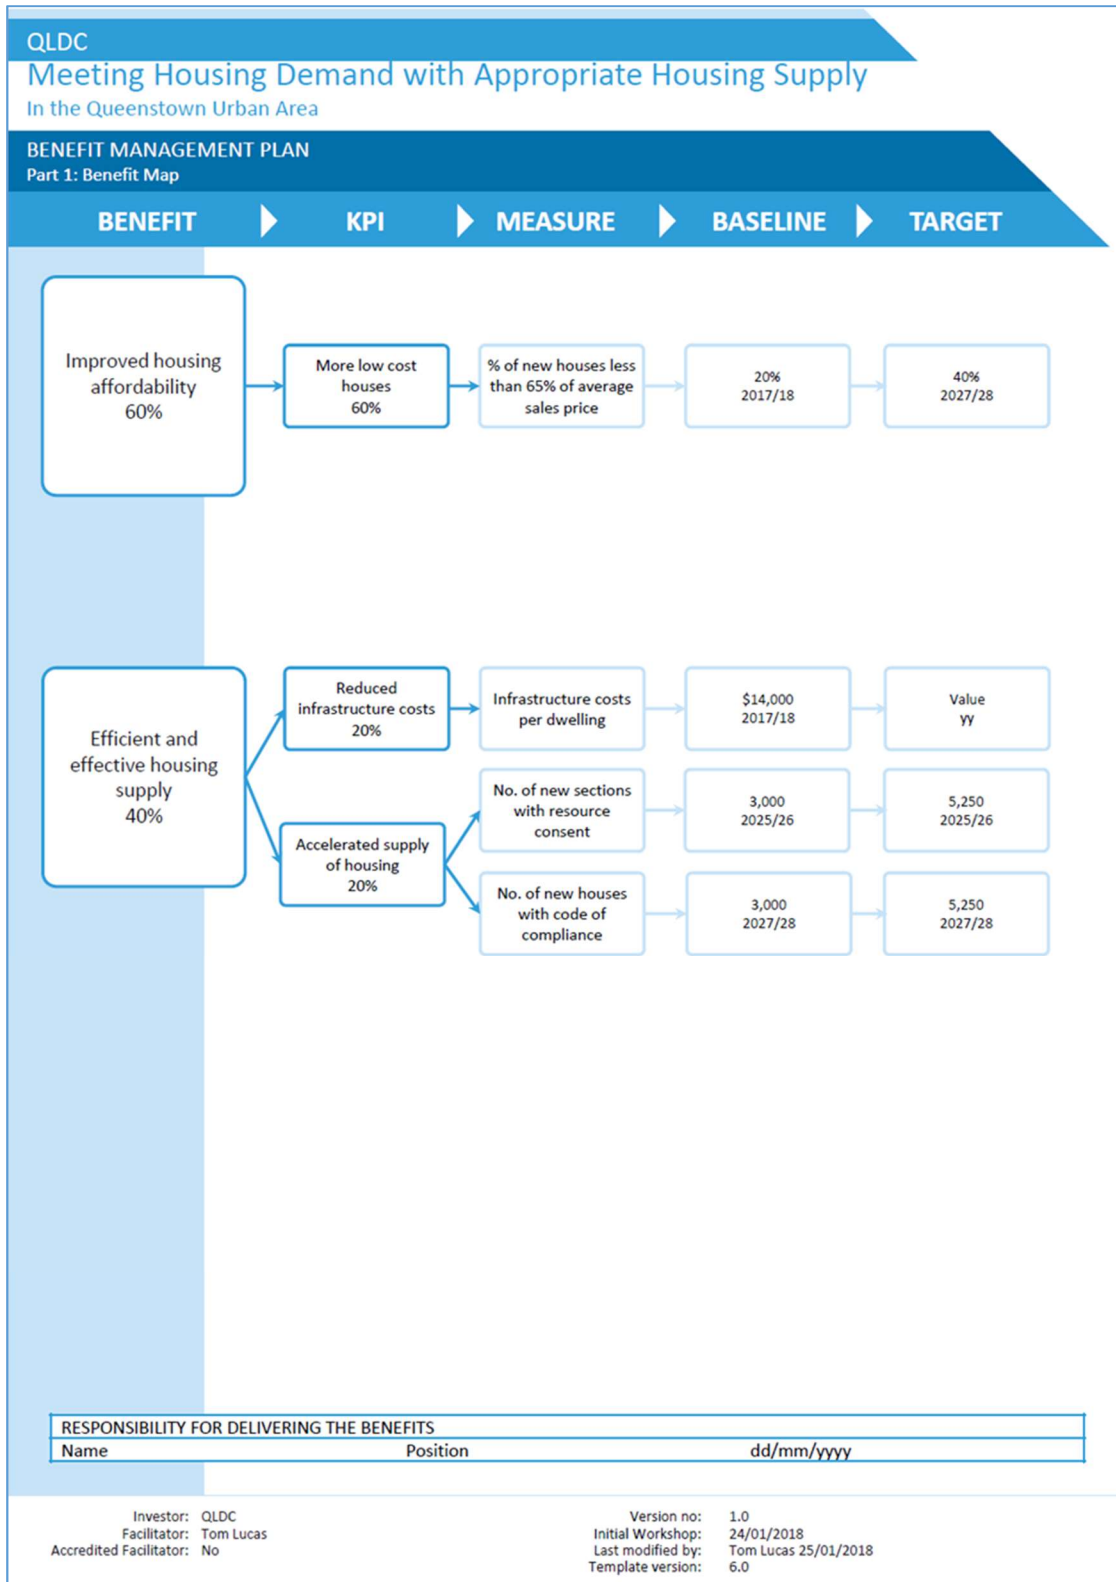 QLDC
Meeting Housing Demand with Appropriate Housing Supply
In the Queenstown Urban Area
BENEFIT MANAGEMENT PLAN
Part 1: Benefit Map
BENEFIT
KPI
MEASURE
BASELINE
TARGET
Improved housing
affordability
60%
More low cost
houses
60%
% of new houses less
than 65% of average
sales price
20%
2017/18
40%
2027/28
Efficient and
effective housing
supply
40%
Reduced
infrastructure costs
20%
Infrastructure costs
per dwelling
$14,000
2017/18
Value
yy
Accelerated supply
of housing
20%
No. of new sections
with resource
consent
3,000
2025/26
5,250
2025/26
No. of new houses
with code of
compliance
3,000
2027/28
5,250
2027/28
RESPONSIBILITY FOR DELIVERING THE BENEFITS
Name Position dd/mm/yyyy
Investor: QLDC
Facilitator: Tom Lucas
Accredited Facilitator: No
Version no: 1.0
Initial Workshop: 24/01/2018
Last modified by: Tom Lucas 25/01/2018
Template version: 6.0